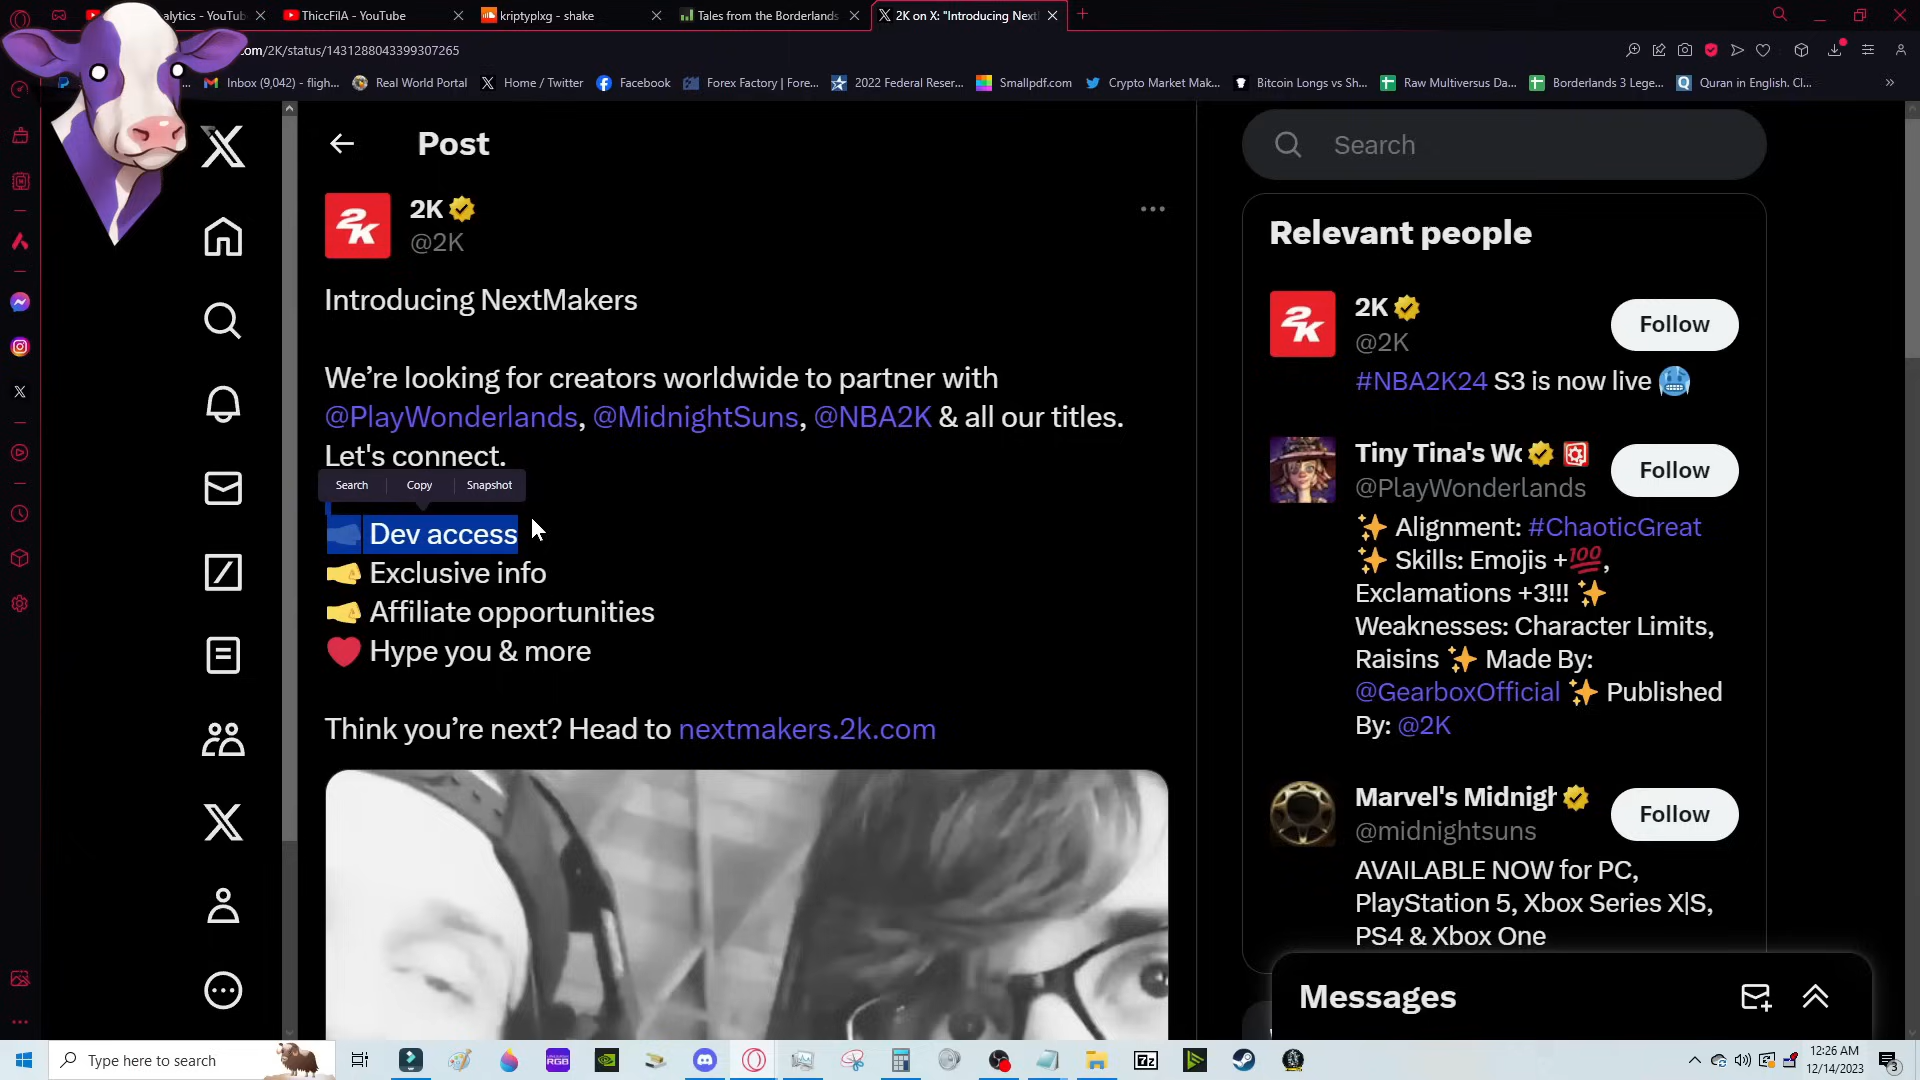 alytics - YouTub
ThiccFilA - YouTube
kriptyplxg - shake
Tales from the Borderlands
2K on X: "Introducing Next
om/2K/status/1431288043399307265
Inbox (9,042) - fligh...
Real World Portal
Home / Twitter
Facebook
Forex Factory | Fore...
2022 Federal Reser...
Smallpdf.com
Crypto Market Mak...
Bitcoin Longs vs Sh...
Raw Multiversus Da...
Borderlands 3 Lege...
Quran in English. Cl...
Post
2K
@2K
Introducing NextMakers
We’re looking for creators worldwide to partner with
@PlayWonderlands, @MidnightSuns, @NBA2K & all our titles.
Let's connect.
Search Copy Snapshot
🤜 Dev access
🤜 Exclusive info
🤜 Affiliate opportunities
❤️ Hype you & more
Think you’re next? Head to nextmakers.2k.com
Search
Relevant people
2K
@2K
Follow
#NBA2K24 S3 is now live 🥶
Tiny Tina's Wo
@PlayWonderlands
Follow
✨ Alignment: #ChaoticGreat
✨ Skills: Emojis +💯,
Exclamations +3!!! ✨
Weaknesses: Character Limits,
Raisins ✨ Made By:
@GearboxOfficial ✨ Published
By: @2K
Marvel's Midnigh
@midnightsuns
Follow
AVAILABLE NOW for PC,
PlayStation 5, Xbox Series X|S,
PS4 & Xbox One
Messages
Type here to search
12:26 AM
12/14/2023
3